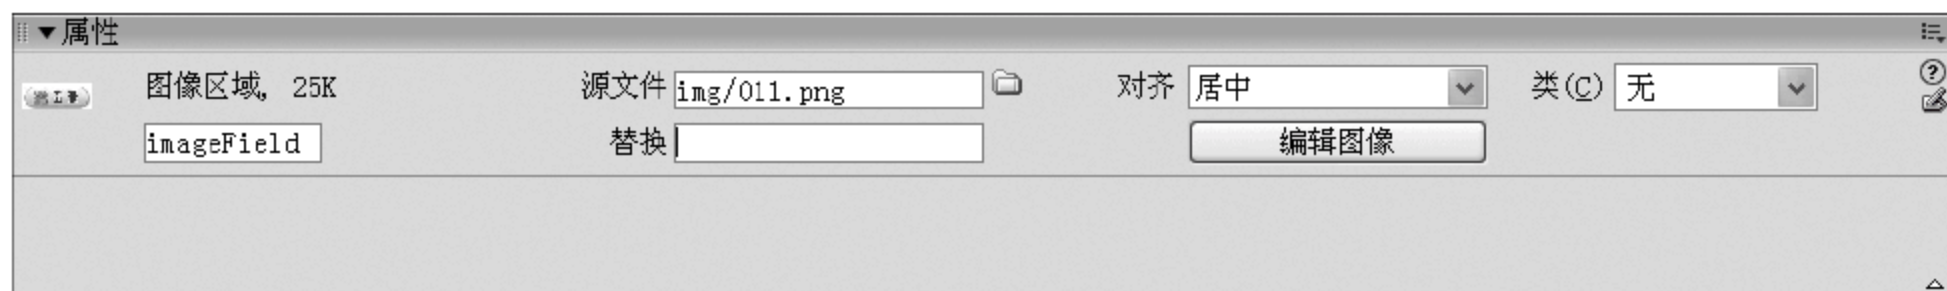 属性
图像区域, 25K 源文件 img/011.png 对齐 居中 类(C) 无
imageField 替换 编辑图像